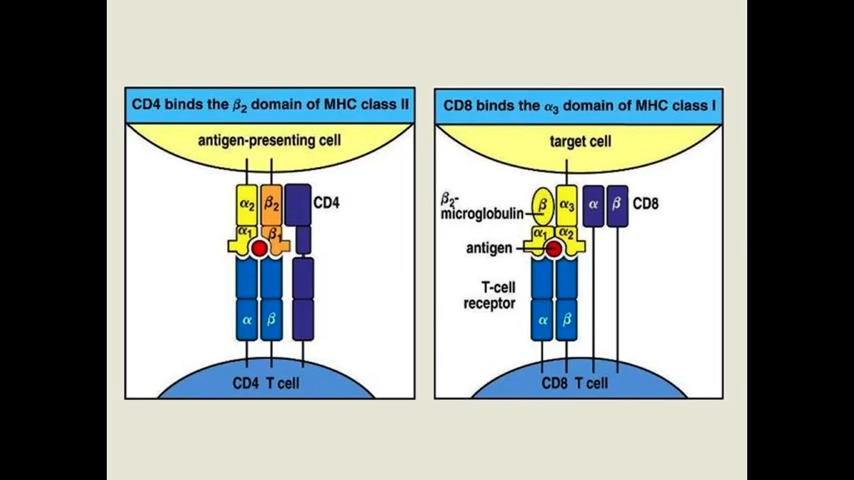 CD4 binds the β2 domain of MHC class II
antigen-presenting cell
α2 β2 CD4
α1 β1
α β
CD4 T cell
CD8 binds the α3 domain of MHC class I
target cell
β2-
microglobulin
β α3 α β CD8
α1 α2
antigen
T-cell
receptor
α β
CD8 T cell